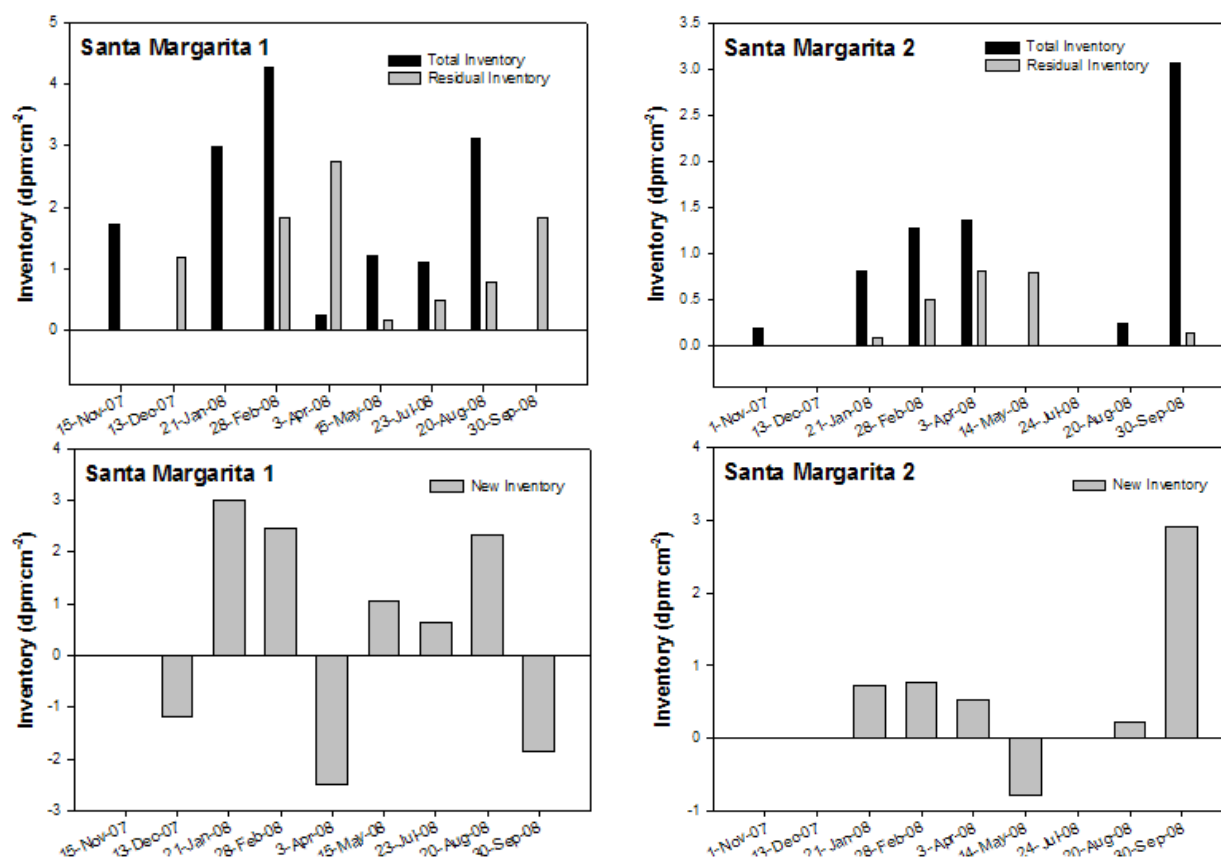 Santa Margarita 1
Total Inventory
Residual Inventory
Inventory (dpm·cm⁻²)
5
4
3
2
1
0
15-Nov-07
13-Dec-07
21-Jan-08
28-Feb-08
3-Apr-08
15-May-08
23-Jul-08
20-Aug-08
30-Sep-08
Santa Margarita 2
Total Inventory
Residual Inventory
Inventory (dpm·cm⁻²)
3.5
3.0
2.5
2.0
1.5
1.0
0.5
0.0
1-Nov-07
13-Dec-07
21-Jan-08
28-Feb-08
3-Apr-08
14-May-08
24-Jul-08
20-Aug-08
30-Sep-08
Santa Margarita 1
New Inventory
Inventory (dpm·cm⁻²)
4
3
2
1
0
-1
-2
-3
15-Nov-07
13-Dec-07
21-Jan-08
28-Feb-08
3-Apr-08
15-May-08
23-Jul-08
20-Aug-08
30-Sep-08
Santa Margarita 2
New Inventory
Inventory (dpm·cm⁻²)
4
3
2
1
0
-1
1-Nov-07
13-Dec-07
21-Jan-08
28-Feb-08
3-Apr-08
14-May-08
24-Jul-08
20-Aug-08
30-Sep-08